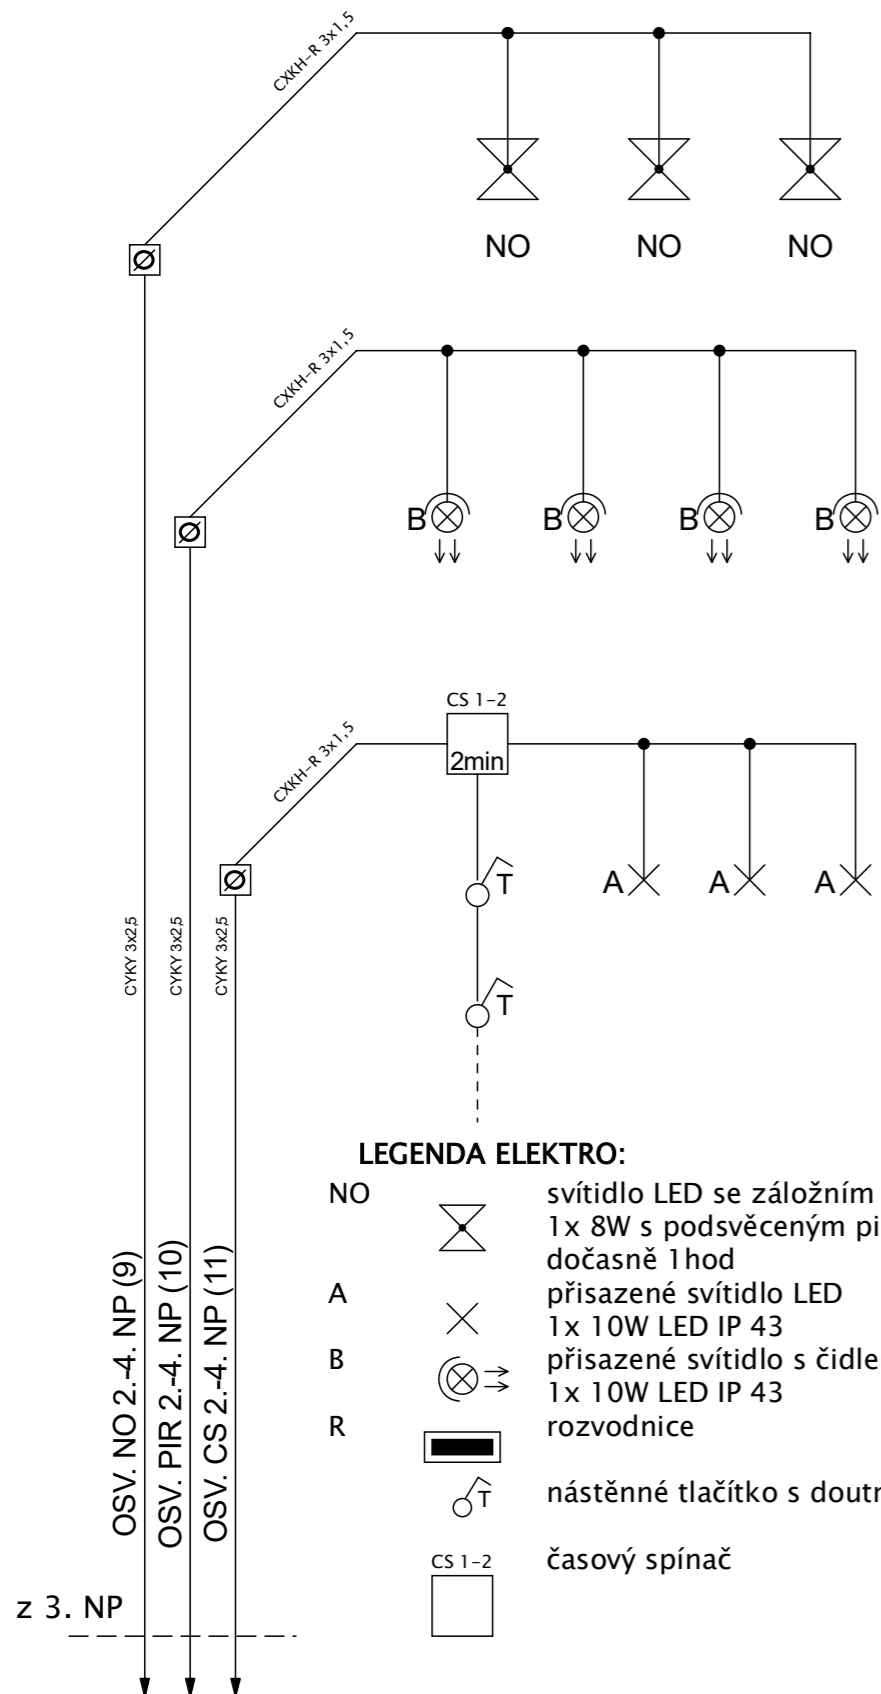 CXKH-R 3x1,5
NO NO NO
CXKH-R 3x1,5
B B B B
CS 1-2
CXKH-R 3x1,5
2min
T A A A
CYKY 3x2,5
CYKY 3x2,5
CYKY 3x2,5
T
LEGENDA ELEKTRO:
NO svítidlo LED se záložním
1x 8W s podsvěceným pi
dočasně 1hod
A přisazené svítidlo LED
1x 10W LED IP 43
B přisazené svítidlo s čidle
1x 10W LED IP 43
R rozvodnice
T nástěnné tlačítko s doutr
CS 1-2 časový spínač
OSV. NO 2.-4. NP (9)
OSV. PIR 2.-4. NP (10)
OSV. CS 2.-4. NP (11)
z 3. NP